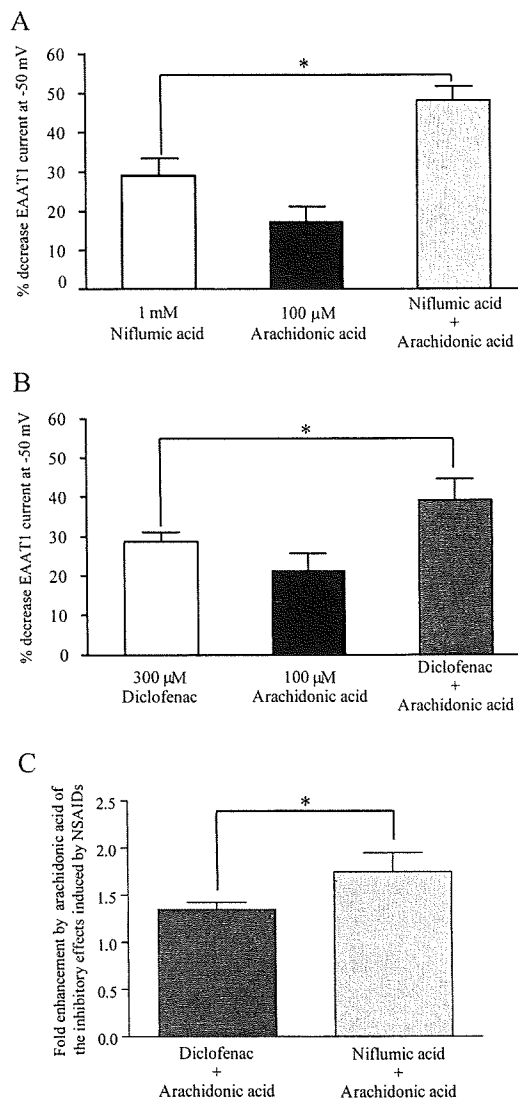 A
% decrease EAAT1 current at -50 mV
60
50
40
30
20
10
0
*
1 mM
Niflumic acid
100 µM
Arachidonic acid
Niflumic acid
+
Arachidonic acid
B
% decrease EAAT1 current at -50 mV
60
50
40
30
20
10
0
*
300 µM
Diclofenac
100 µM
Arachidonic acid
Diclofenac
+
Arachidonic acid
C
Fold enhancement by arachidonic acid of
the inhibitory effects induced by NSAIDs
2.5
2.0
1.5
1.0
0.5
0.0
*
Diclofenac
+
Arachidonic acid
Niflumic acid
+
Arachidonic acid